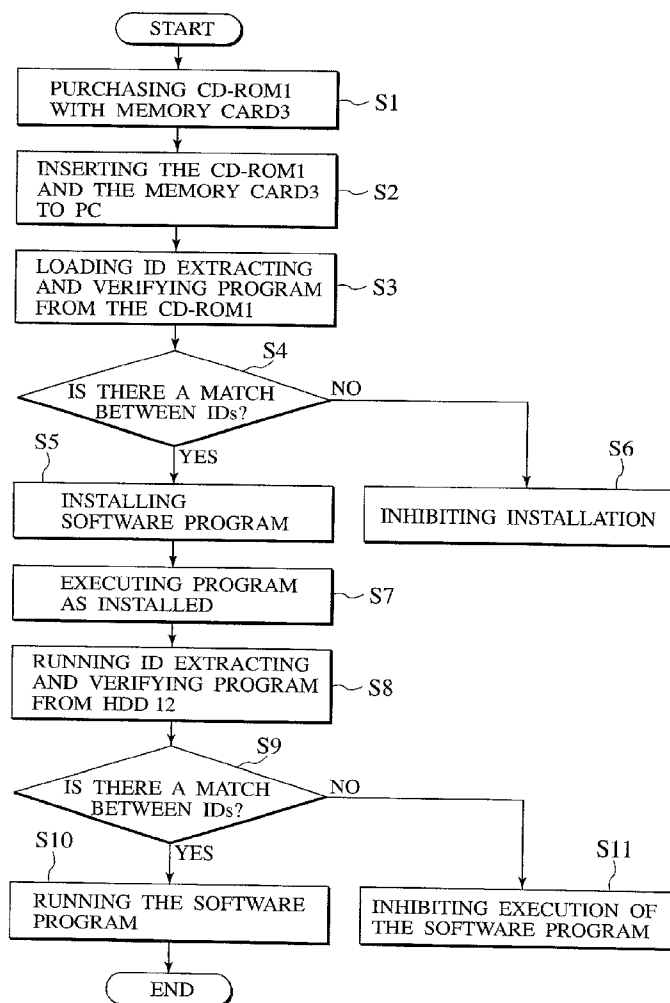 START
PURCHASING CD-ROM1
WITH MEMORY CARD3
S1
INSERTING THE CD-ROM1
AND THE MEMORY CARD3
TO PC
S2
LOADING ID EXTRACTING
AND VERIFYING PROGRAM
FROM THE CD-ROM1
S3
S4
IS THERE A MATCH
BETWEEN IDs?
NO
YES
S5
INSTALLING
SOFTWARE PROGRAM
S6
INHIBITING INSTALLATION
EXECUTING PROGRAM
AS INSTALLED
S7
RUNNING ID EXTRACTING
AND VERIFYING PROGRAM
FROM HDD 12
S8
S9
IS THERE A MATCH
BETWEEN IDs?
NO
YES
S10
RUNNING THE SOFTWARE
PROGRAM
S11
INHIBITING EXECUTION OF
THE SOFTWARE PROGRAM
END